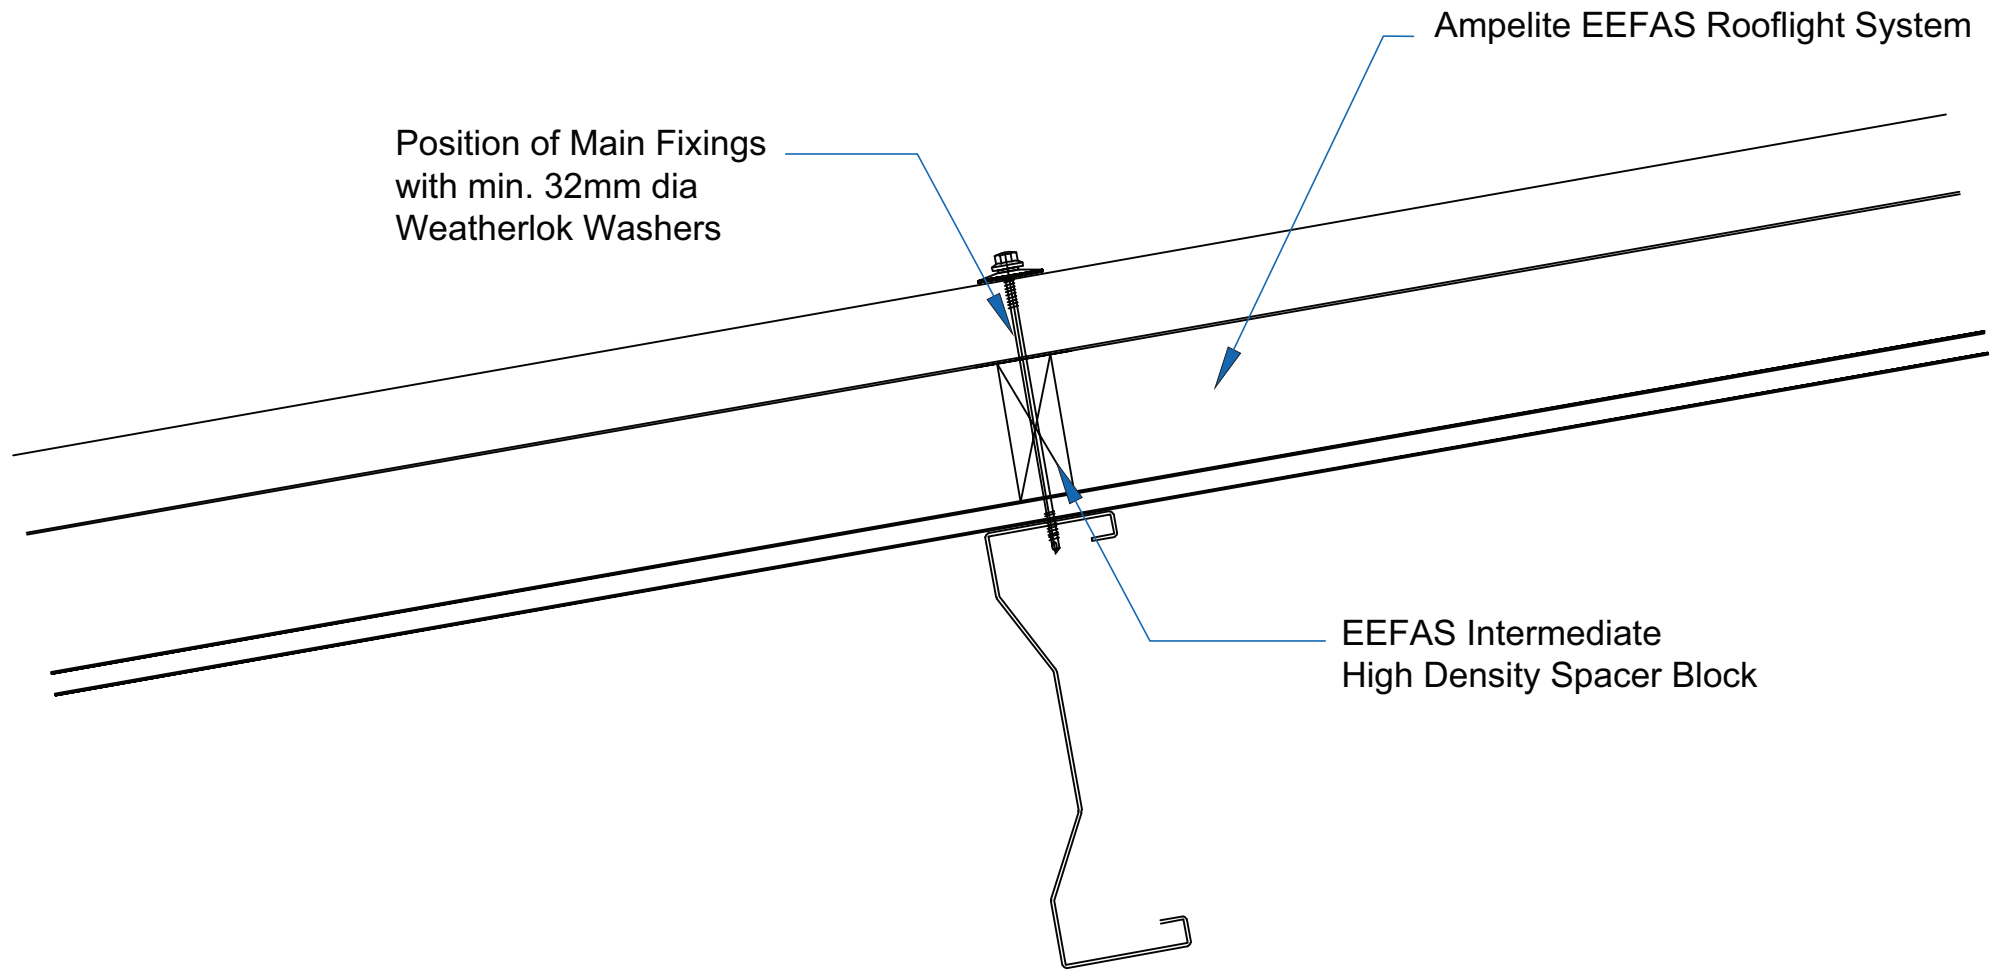 Ampelite EEFAS Rooflight System
Position of Main Fixings
with min. 32mm dia
Weatherlok Washers
EEFAS Intermediate
High Density Spacer Block